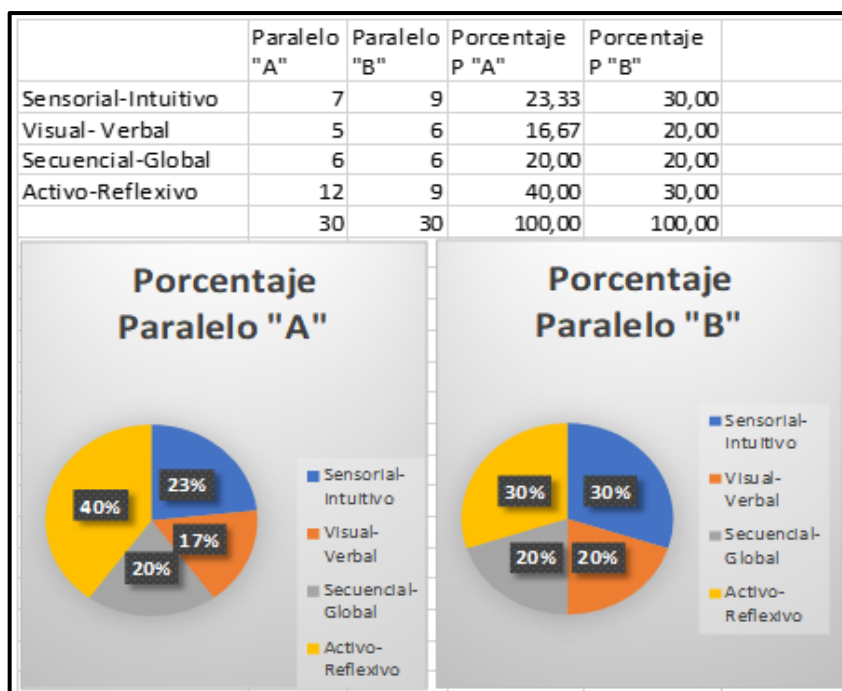 Paralelo "A" Paralelo "B" Porcentaje P "A" Porcentaje P "B"
Sensorial-Intuitivo 7 9 23,33 30,00
Visual- Verbal 5 6 16,67 20,00
Secuencial-Global 6 6 20,00 20,00
Activo-Reflexivo 12 9 40,00 30,00
30 30 100,00 100,00
Porcentaje
Paralelo "A"
23%
17%
20%
40%
Sensorial-
Intuitivo
Visual-
Verbal
Secuencial-
Global
Activo-
Reflexivo
Porcentaje
Paralelo "B"
30%
20%
20%
30%
Sensorial-
Intuitivo
Visual-
Verbal
Secuencial-
Global
Activo-
Reflexivo